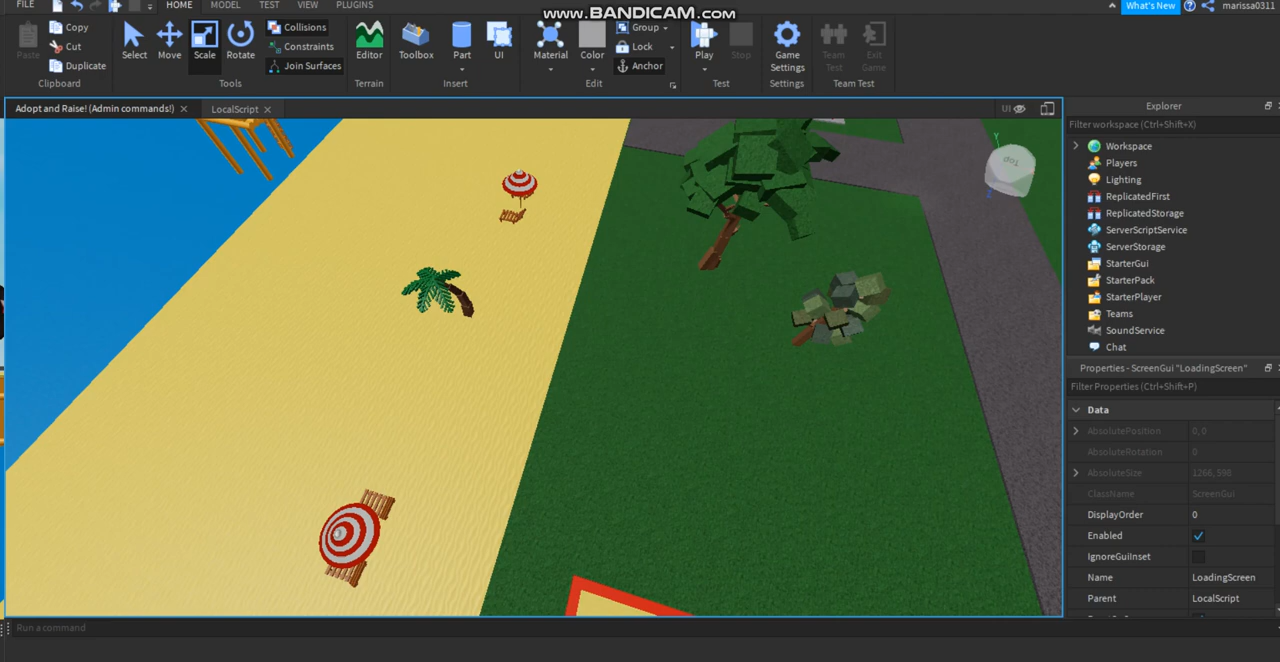 www.BANDICAM.com
FILE HOME MODEL TEST VIEW PLUGINS What's New marissa0311
Paste Copy Cut Duplicate Clipboard
Select Move Scale Rotate Collisions Constraints Join Surfaces Tools
Editor Terrain
Toolbox Part UI Insert
Material Color Group Lock Anchor Edit
Play Stop Test
Game Settings Settings
Team Test Exit Game Team Test
Adopt and Raise! (Admin commands!) LocalScript UI
Top
Y
Explorer
Filter workspace (Ctrl+Shift+X)
Workspace
Players
Lighting
ReplicatedFirst
ReplicatedStorage
ServerScriptService
ServerStorage
StarterGui
StarterPack
StarterPlayer
Teams
SoundService
Chat
Properties - ScreenGui "LoadingScreen"
Filter Properties (Ctrl+Shift+P)
Data
AbsolutePosition 0, 0
AbsoluteRotation 0
AbsoluteSize 1266, 598
ClassName ScreenGui
DisplayOrder 0
Enabled
IgnoreGuiInset
Name LoadingScreen
Parent LocalScript
Run a command